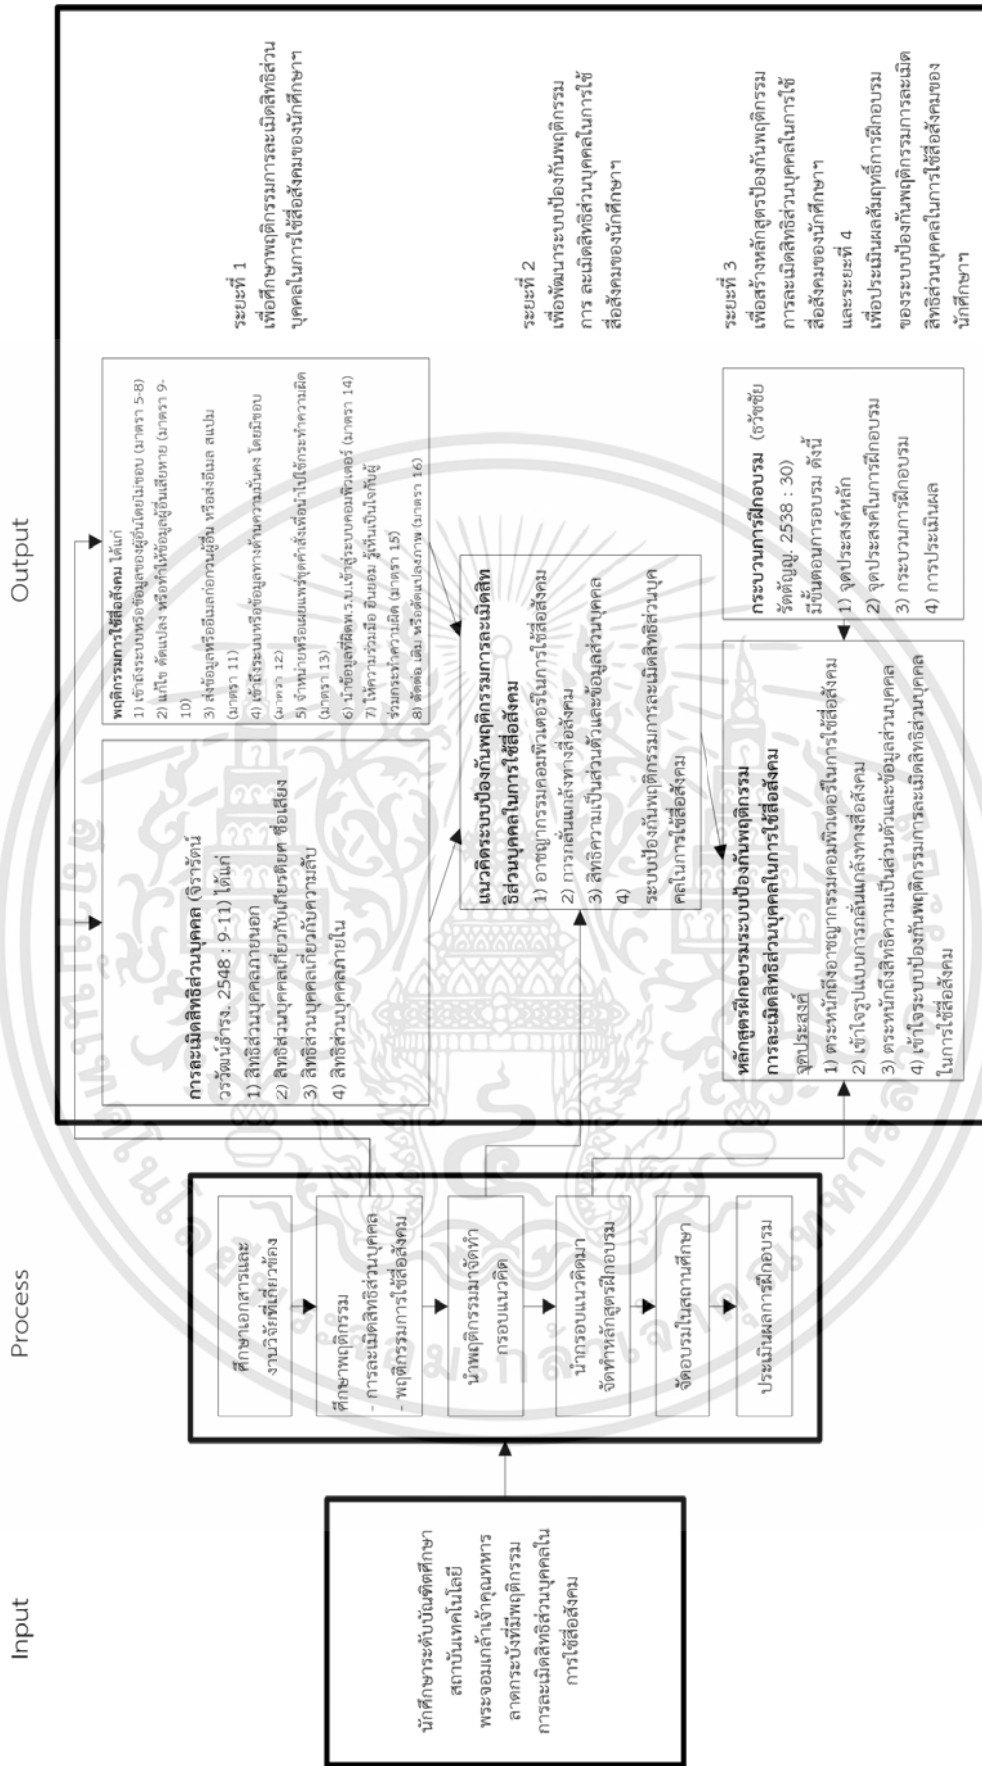 Input
Process
Output
นักศึกษาระดับบัณฑิตศึกษา
สถาบันเทคโนโลยี
พระจอมเกล้าเจ้าคุณทหาร
ลาดกระบังที่มีพฤติกรรม
การละเมิดสิทธิส่วนบุคคลใน
การใช้สื่อสังคม
ศึกษาเอกสารและ
งานวิจัยที่เกี่ยวข้อง
ศึกษาพฤติกรรม
- การละเมิดสิทธิส่วนบุคคล
- พฤติกรรมการใช้สื่อสังคม
นำพฤติกรรมมาจัดทำ
กรอบแนวคิด
นำกรอบแนวคิดมา
จัดทำหลักสูตรฝึกอบรม
จัดอบรมในสถานศึกษา
ประเมินผลการฝึกอบรม
การละเมิดสิทธิส่วนบุคคล (จิรารัตน์
วรวัฒน์ธำรง. 2548 : 9-11) ได้แก่
1) สิทธิส่วนบุคคลภายนอก
2) สิทธิส่วนบุคคลเกี่ยวกับเกียรติยศ ชื่อเสียง
3) สิทธิส่วนบุคคลเกี่ยวกับความลับ
4) สิทธิส่วนบุคคลภายใน
พฤติกรรมการใช้สื่อสังคม ได้แก่
1) เข้าถึงระบบหรือข้อมูลของผู้อื่นโดยไม่ชอบ (มาตรา 5-8)
2) แก้ไข ดัดแปลง หรือทำให้ข้อมูลผู้อื่นเสียหาย (มาตรา 9-
10)
3) ส่งข้อมูลหรืออีเมลก่อกวนผู้อื่น หรือส่งอีเมล สแปม
(มาตรา 11)
4) เข้าถึงระบบหรือข้อมูลทางด้านความมั่นคง โดยมิชอบ
(มาตรา 12)
5) จำหน่ายหรือเผยแพร่ชุดคำสั่งเพื่อนำไปใช้กระทำความผิด
(มาตรา 13)
6) นำข้อมูลที่ผิดพ.ร.บ.เข้าสู่ระบบคอมพิวเตอร์ (มาตรา 14)
7) ให้ความร่วมมือ ยินยอม รู้เห็นเป็นใจกับผู้
ร่วมกระทำความผิด (มาตรา 15)
8) ตัดต่อ เติม หรือดัดแปลงภาพ (มาตรา 16)
แนวคิดระบบป้องกันพฤติกรรมการละเมิดสิท
ธิส่วนบุคคลในการใช้สื่อสังคม
1) อาชญากรรมคอมพิวเตอร์ในการใช้สื่อสังคม
2) การกลั่นแกล้งทางสื่อสังคม
3) สิทธิความเป็นส่วนตัวและข้อมูลส่วนบุคคล
4)
ระบบป้องกันพฤติกรรมการละเมิดสิทธิส่วนบุค
คลในการใช้สื่อสังคม
หลักสูตรฝึกอบรมระบบป้องกันพฤติกรรม
การละเมิดสิทธิส่วนบุคคลในการใช้สื่อสังคม
จุดประสงค์
1) ตระหนักถึงอาชญากรรมคอมพิวเตอร์ในการใช้สื่อสังคม
2) เข้าใจรูปแบบการกลั่นแกล้งทางสื่อสังคม
3) ตระหนักถึงสิทธิความเป็นส่วนตัวและข้อมูลส่วนบุคคล
4) เข้าใจระบบป้องกันพฤติกรรมการละเมิดสิทธิส่วนบุคคล
ในการใช้สื่อสังคม
กระบวนการฝึกอบรม (ธวัชชัย
รัตตัญญู. 2538 : 30)
มีขั้นตอนการอบรม ดังนี้
1) จุดประสงค์หลัก
2) จุดประสงค์ในการฝึกอบรม
3) กระบวนการฝึกอบรม
4) การประเมินผล
ระยะที่ 1
เพื่อศึกษาพฤติกรรมการละเมิดสิทธิส่วน
บุคคลในการใช้สื่อสังคมของนักศึกษาฯ
ระยะที่ 2
เพื่อพัฒนาระบบป้องกันพฤติกรรม
การ ละเมิดสิทธิส่วนบุคคลในการใช้
สื่อสังคมของนักศึกษาฯ
ระยะที่ 3
เพื่อสร้างหลักสูตรป้องกันพฤติกรรม
การละเมิดสิทธิส่วนบุคคลในการใช้
สื่อสังคมของนักศึกษาฯ
และระยะที่ 4
เพื่อประเมินผลสัมฤทธิ์การฝึกอบรม
ของระบบป้องกันพฤติกรรมการละเมิด
สิทธิส่วนบุคคลในการใช้สื่อสังคมของ
นักศึกษาฯ